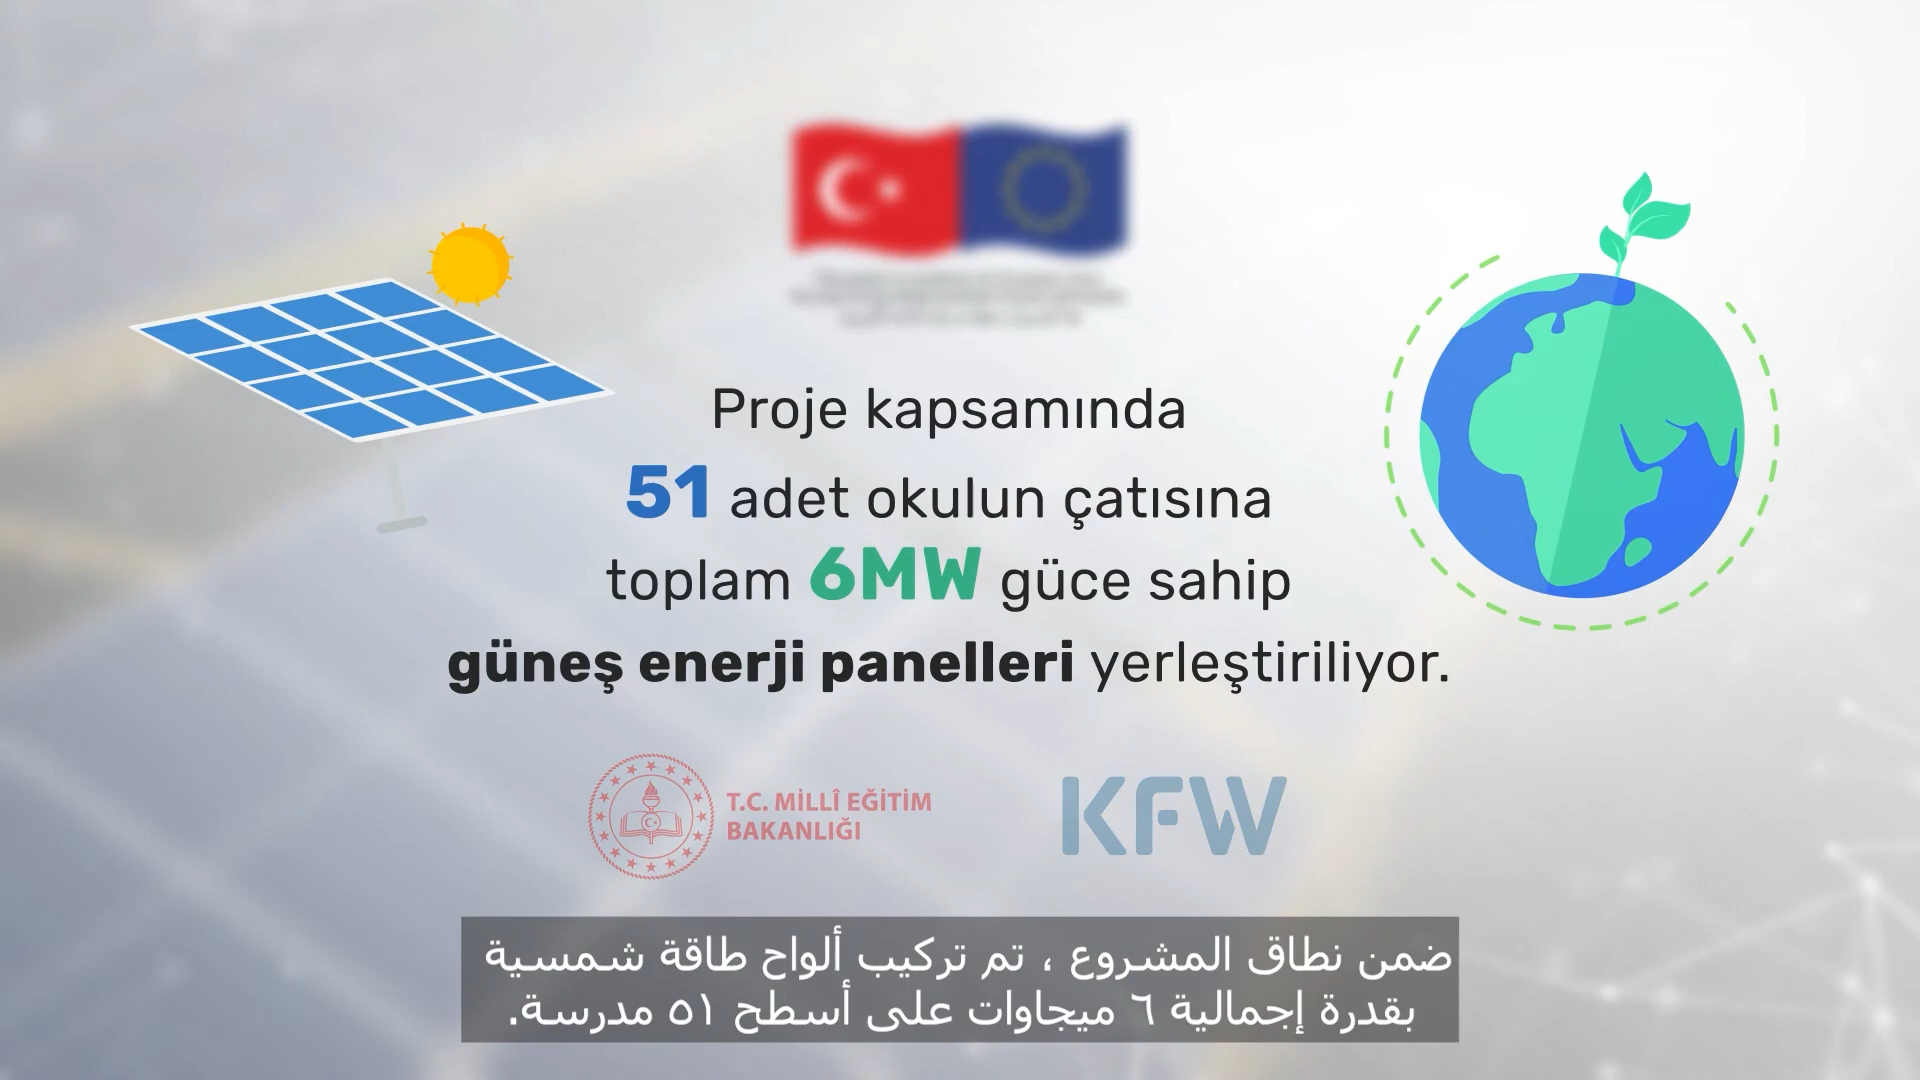 Proje kapsamında
51 adet okulun çatısına
toplam 6MW güce sahip
güneş enerji panelleri yerleştiriliyor.
T.C. MİLLÎ EĞİTİM
BAKANLIĞI
KFW
ضمن نطاق المشروع ، تم تركيب ألواح طاقة شمسية
بقدرة إجمالية ٦ ميجاوات على أسطح ٥١ مدرسة.